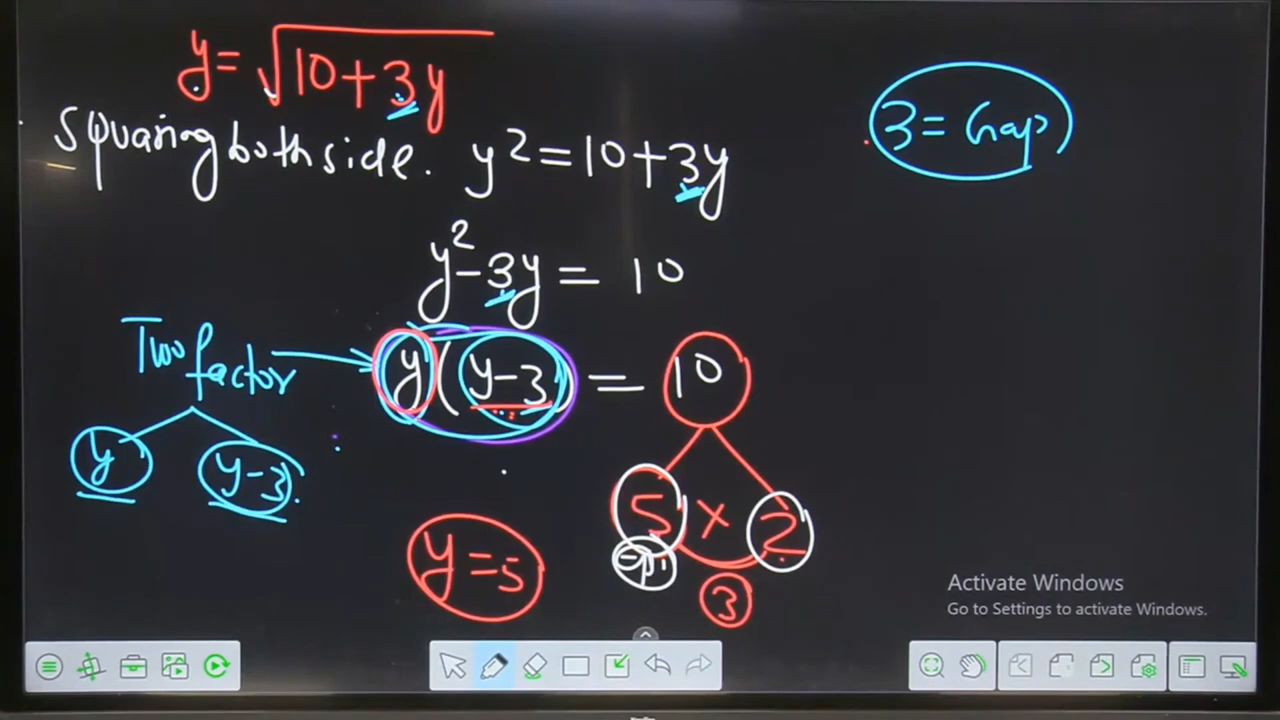 y = √10+3y
3 = Gap
Squaring both side. y² = 10+3y
y² - 3y = 10
Two factor y(y-3) = 10
y y-3
5 × 2
y = 5
3
Activate Windows
Go to Settings to activate Windows.